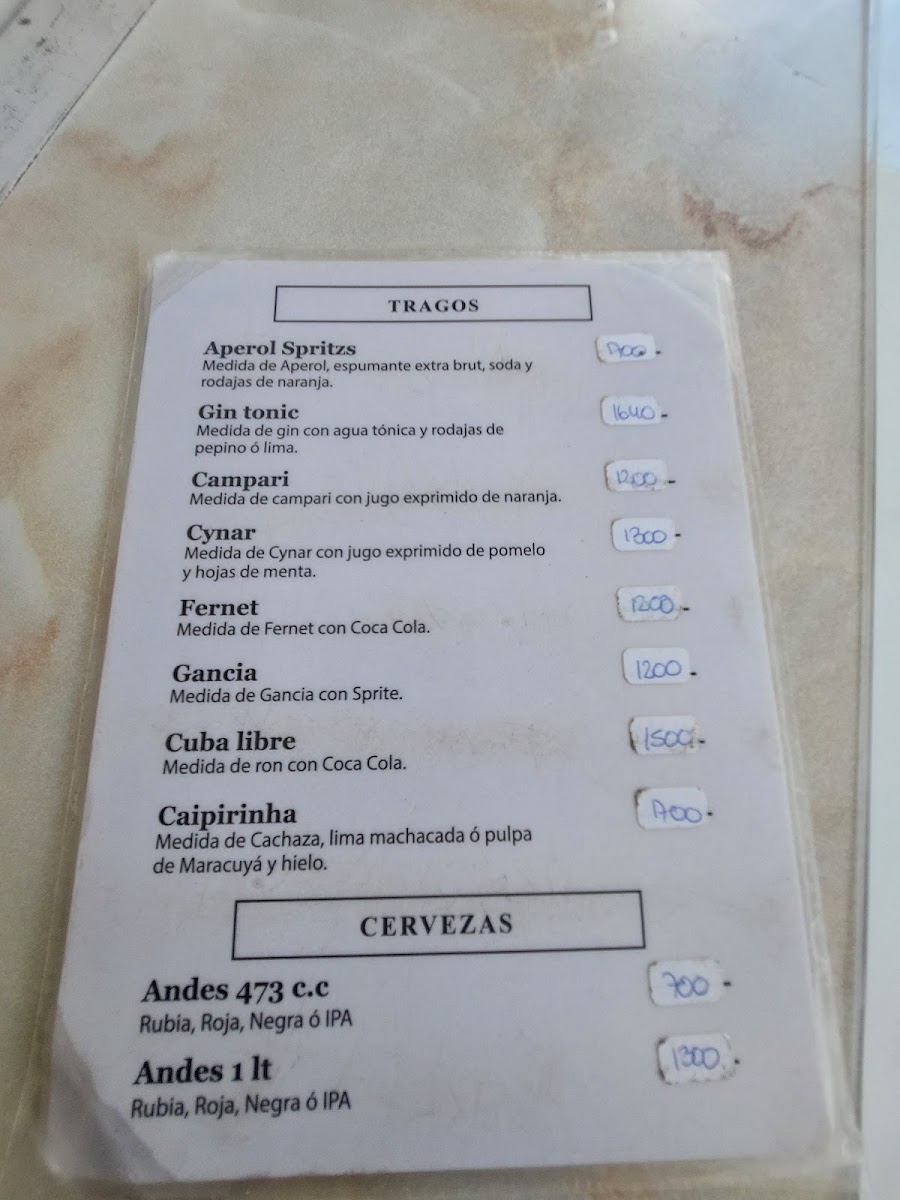 TRAGOS
Aperol Spritzs 1700.-
Medida de Aperol, espumante extra brut, soda y
rodajas de naranja.
Gin tonic 1640.-
Medida de gin con agua tónica y rodajas de
pepino ó lima.
Campari 1200.-
Medida de campari con jugo exprimido de naranja.
Cynar 1300.-
Medida de Cynar con jugo exprimido de pomelo
y hojas de menta.
Fernet
Medida de Fernet con Coca Cola.
Gancia 1200.-
Medida de Gancia con Sprite.
Cuba libre 1500.-
Medida de ron con Coca Cola.
Caipirinha 1700.-
Medida de Cachaza, lima machacada ó pulpa
de Maracuyá y hielo.
CERVEZAS
Andes 473 c.c 700.-
Rubia, Roja, Negra ó IPA
Andes 1 lt 1300.-
Rubia, Roja, Negra ó IPA